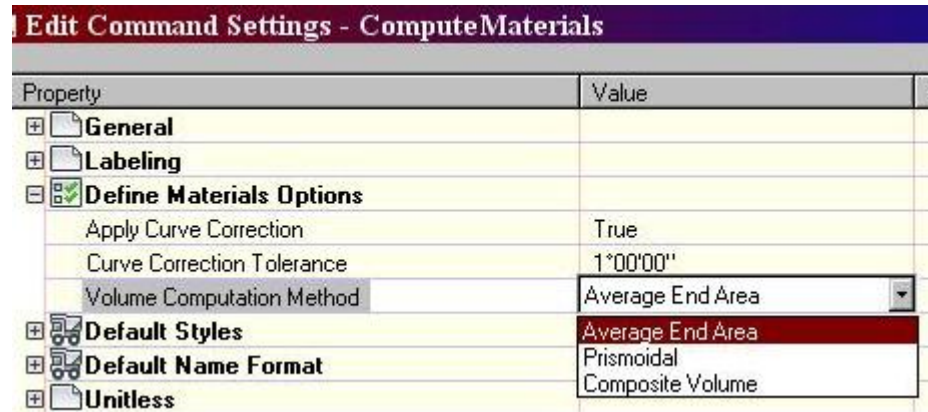 Edit Command Settings - ComputeMaterials
Property Value
General
Labeling
Define Materials Options
Apply Curve Correction True
Curve Correction Tolerance 1°00'00"
Volume Computation Method Average End Area
Default Styles Average End Area
Default Name Format Prismoidal
Unitless Composite Volume